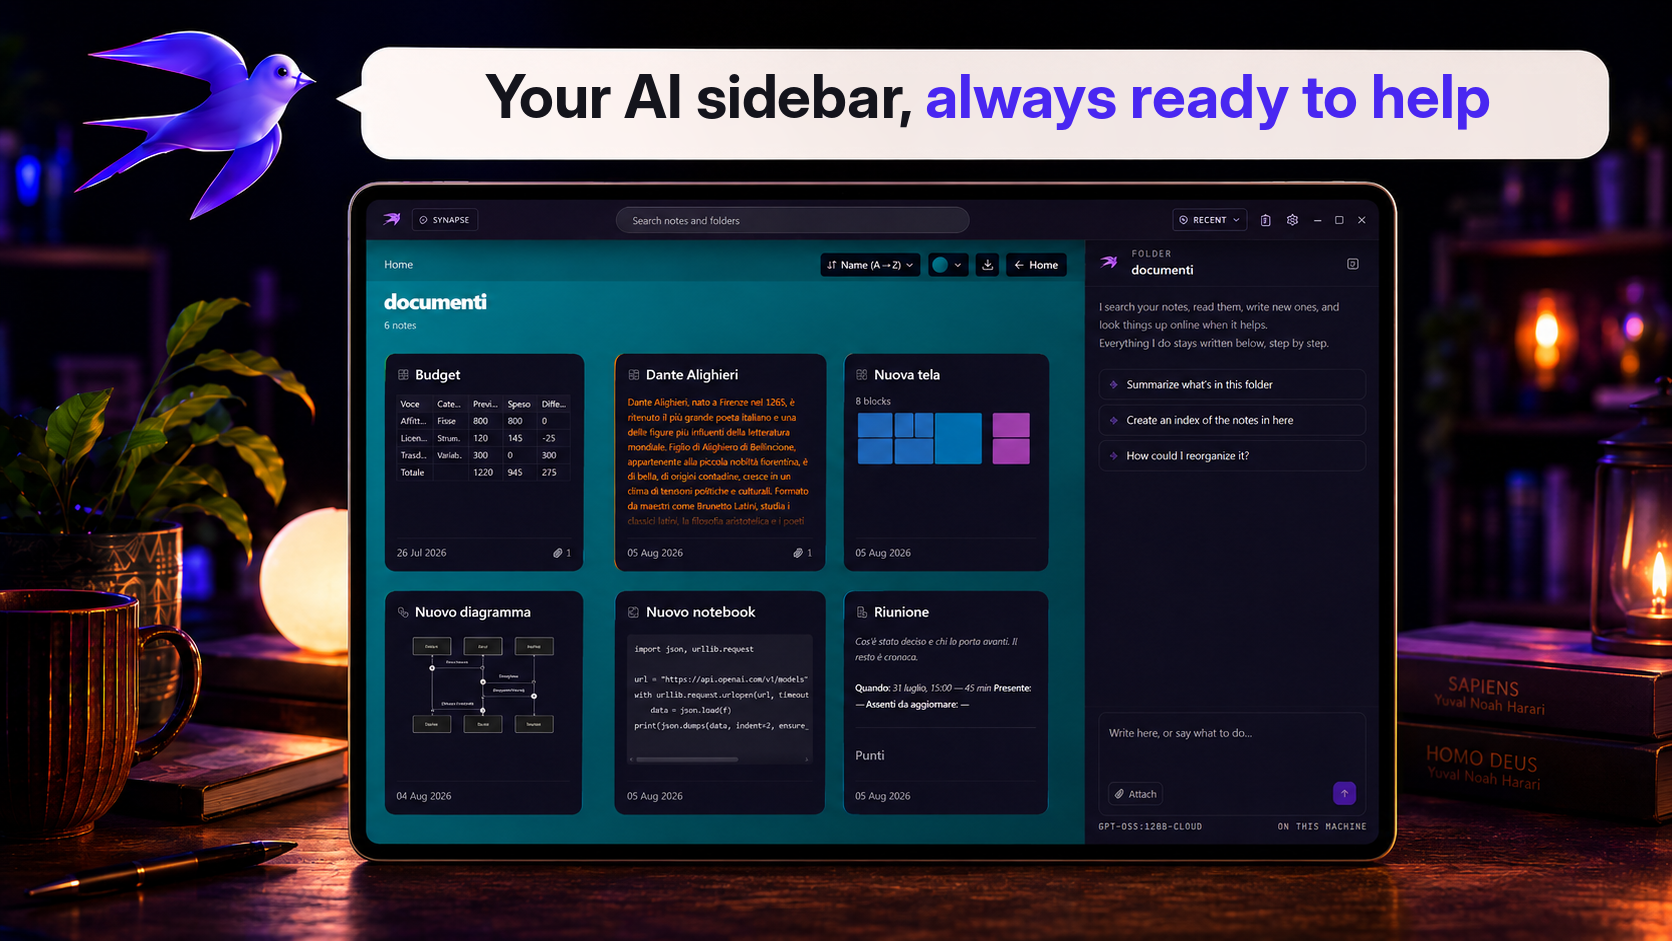 Your AI sidebar, always ready to help
SYNAPSE
Search notes and folders
RECENT
Home
Name (A→Z)
Home
documenti
6 notes
Budget
Voce Cate... Previ... Speso Diffe...
Affitt... Fisse 800 800 0
Licen... Strum. 120 145 -25
Trasd... Variab. 300 0 300
Totale 1220 945 275
26 Jul 2026
1
Dante Alighieri
Dante Alighieri, nato a Firenze nel 1265, è
ritenuto il più grande poeta italiano e una
delle figure più influenti della letteratura
mondiale. Figlio di Alighiero di Bellincione,
appartenente alla piccola nobiltà fiorentina, è
di bella, di origini contadine, cresce in un
clima di tensoni politiche e culturali. Formato
da maestri come Brunetto Latini, studia i
classici latini, la filosofia aristotelica e i poeti
05 Aug 2026
1
Nuova tela
8 blocks
05 Aug 2026
Nuovo diagramma
04 Aug 2026
Nuovo notebook
import json, urllib.request
url = "https://api.openai.com/v1/models"
with urllib.request.urlopen(url, timeout
data = json.load(f)
print(json.dumps(data, indent=2, ensure_
05 Aug 2026
Riunione
Cos'è stato deciso e chi lo porta avanti. Il
resto è cronaca.
Quando: 31 luglio, 15:00 — 45 min Presente:
— Assenti da aggiornare: —
Punti
05 Aug 2026
FOLDER
documenti
I search your notes, read them, write new ones, and
look things up online when it helps.
Everything I do stays written below, step by step.
Summarize what's in this folder
Create an index of the notes in here
How could I reorganize it?
Write here, or say what to do...
Attach
GPT-OSS:120B-CLOUD
ON THIS MACHINE
SAPIENS
Yuval Noah Harari
HOMO DEUS
Yuval Noah Harari